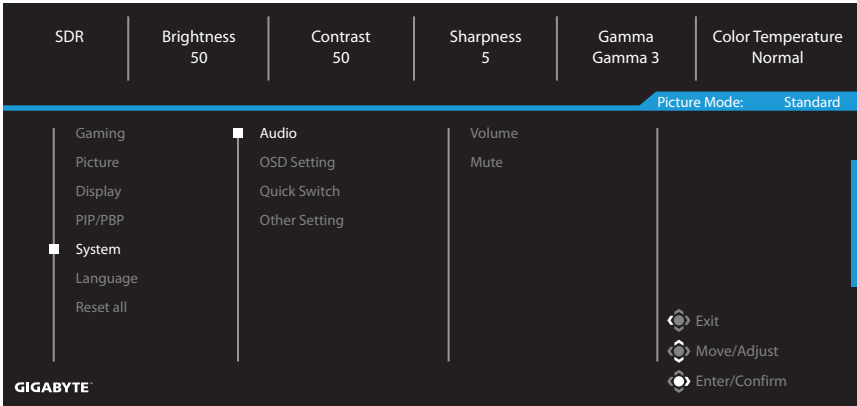 SDR
Brightness
50
Contrast
50
Sharpness
5
Gamma
Gamma 3
Color Temperature
Normal
Picture Mode: Standard
Gaming
Picture
Display
PIP/PBP
System
Language
Reset all
Audio
OSD Setting
Quick Switch
Other Setting
Volume
Mute
Exit
Move/Adjust
Enter/Confirm
GIGABYTE™